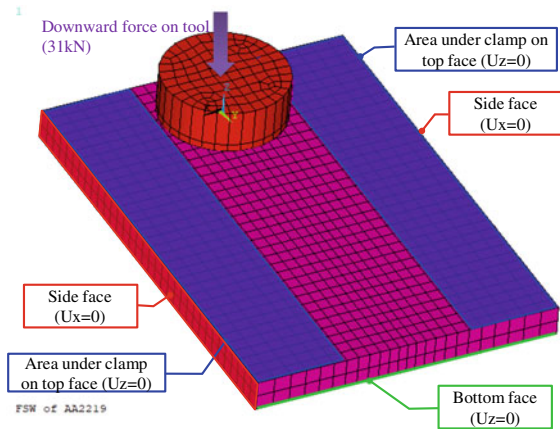 1
Downward force on tool
(31kN)
Area under clamp on
top face (Uz=0)
Side face
(Ux=0)
Side face
(Ux=0)
Area under clamp
on top face (Uz=0)
Bottom face
(Uz=0)
FSW of AA2219